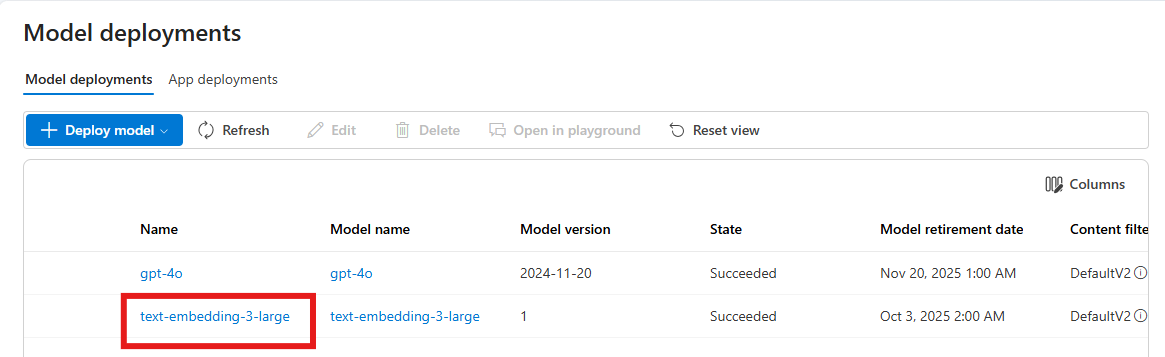 Model deployments
Model deployments App deployments
Deploy model Refresh Edit Delete Open in playground Reset view
Columns
Name Model name Model version State Model retirement date Content filte
gpt-4o gpt-4o 2024-11-20 Succeeded Nov 20, 2025 1:00 AM DefaultV2
text-embedding-3-large text-embedding-3-large 1 Succeeded Oct 3, 2025 2:00 AM DefaultV2